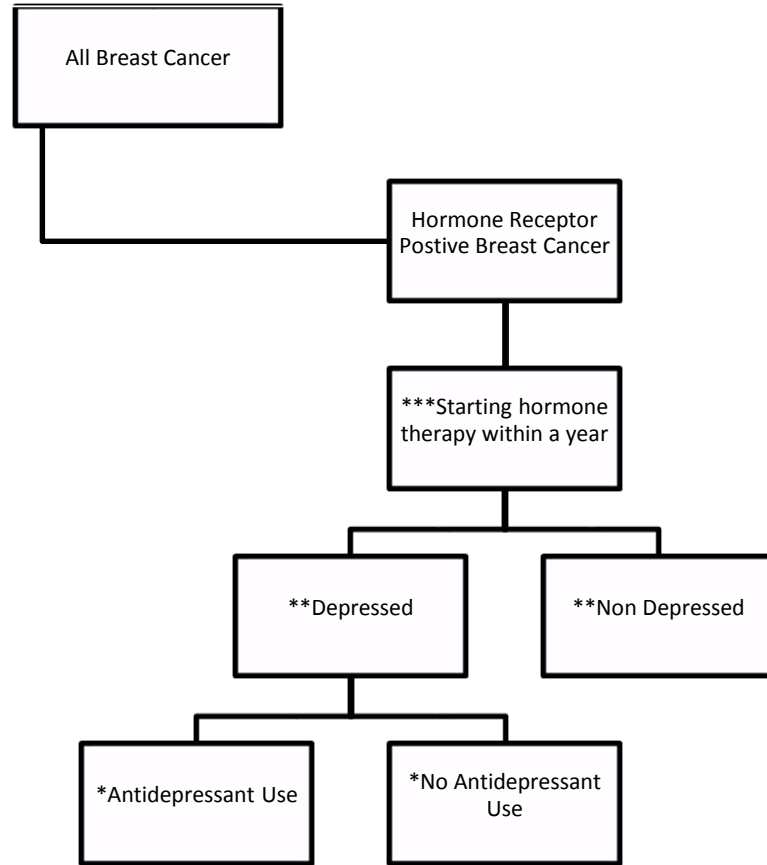 All Breast Cancer
Hormone Receptor
Postive Breast Cancer
***Starting hormone
therapy within a year
**Depressed
**Non Depressed
*Antidepressant Use
*No Antidepressant
Use